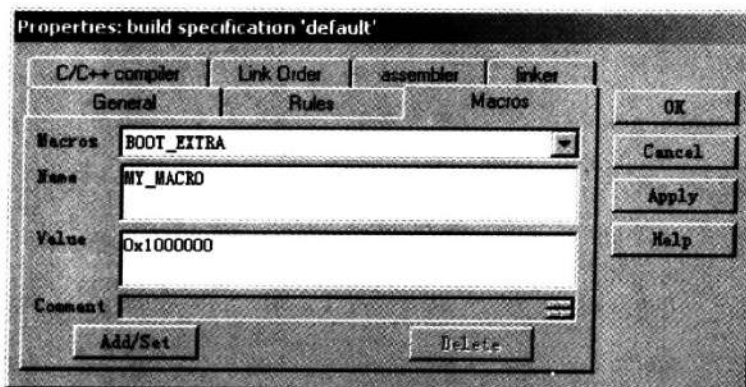 Properties: build specification 'default'
C/C++ compiler Link Order assembler linker
General Rules Macros
Macros BOOT_EXTRA
Name MY_MACRO
Value 0x1000000
Comment
Add/Set Delete
OK
Cancel
Apply
Help